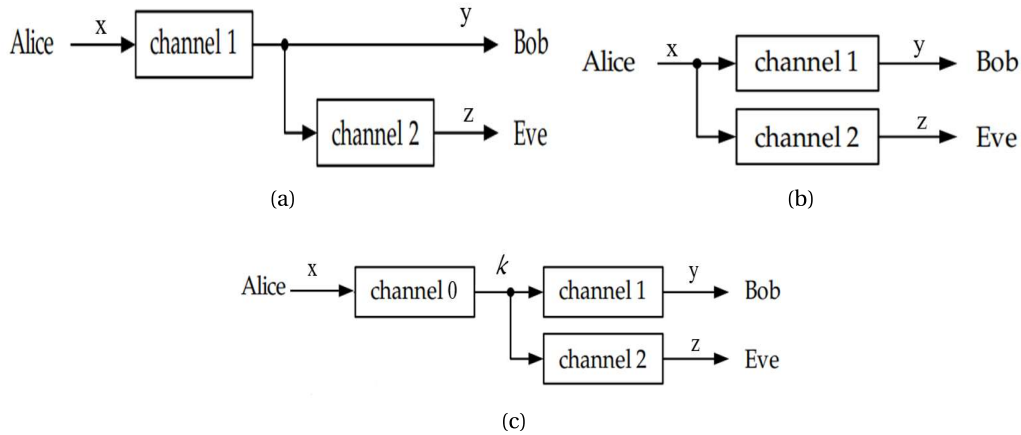 Alice x channel 1 y Bob
channel 2 z Eve
(a)
Alice x channel 1 y Bob
channel 2 z Eve
(b)
Alice x channel 0 k channel 1 y Bob
channel 2 z Eve
(c)